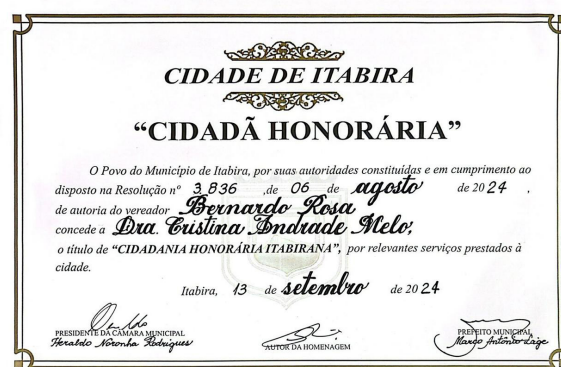 CIDADE DE ITABIRA
“CIDADÃ HONORÁRIA”
O Povo do Município de Itabira, por suas autoridades constituídas e em cumprimento ao
disposto na Resolução nº 3.836 ,de 06 de agosto de 2024 ,
de autoria do vereador Bernardo Rosa
concede a Dra. Cristina Andrade Melo,
o título de “CIDADANIA HONORÁRIA ITABIRANA”, por relevantes serviços prestados à
cidade.
Itabira, 13 de setembro de 2024
PRESIDENTE DA CÂMARA MUNICIPAL
Heraldo Noronha Rodrigues
AUTOR DA HOMENAGEM
PREFEITO MUNICIPAL
Marco Antônio Lage